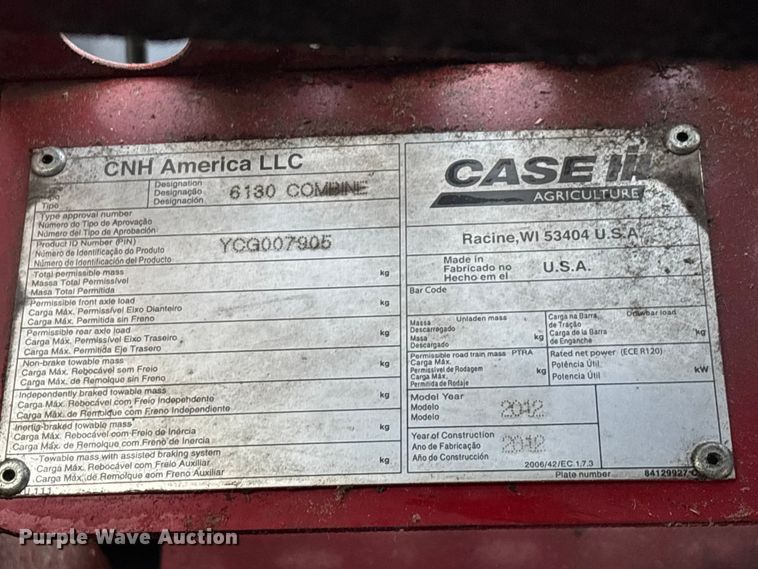 CNH America LLC
Tipo
Designation
Designação
Designación
6130 COMBINE
Type approval number
Número do Tipo de Aprovação
Número del Tipo de Aprobación
Product ID Number (PIN)
Número de Identificação do Produto
Número de Identificación del Producto
YCG007905
Total permissible mass
Massa Total Permissível
Masa Total Permitida
kg
Permissible front axle load
Carga Máx. Permissível Eixo Dianteiro
Carga Máx. Permitida sin Freno
kg
Permissible rear axle load
Carga Máx. Permissível Eixo Traseiro
Carga Máx. Permitida Eje Trasero
kg
Non-brake towable mass
Carga Máx. Rebocável sem Freio
Carga Máx. de Remolque sin Freno
kg
Independently braked towable mass
Carga Máx. Rebocável com Freio Independente
Carga Máx. de Remolque con Freno Independiente
kg
Inertig-braked towable mass
Carga Máx. Rebocável com Freno de Inércia
Carga Máx. de Remolque com Freno de Inércia
kg
Towable mass with assisted braking system
Carga Máx. Rebocável com Freio Auxiliar
Carga Máx. de Remolque con Freno Auxiliar
kg
CASE IH
AGRICULTURE
Racine, WI 53404 U.S.A.
Made in
Fabricado no
Hecho em el
U.S.A.
Bar Code
Massa
Descarregado
Masa
Descargado
Unladen mass
kg
Carga na Barra
de Tração
Carga de la Barra
de Enganche
Drawbar load
kg
Permissible road train mass PTRA
Carga Máx.
Permissível de Rodagem
Carga Máx.
Permitida de Rodaje
kg
Rated net power (ECE R120)
Potência Útil
Potencia Útil
kW
Model Year
Modelo
Modelo
2012
Year of Construction
Ano de Fabricação
Año de Construcción
2012
2006/42/EC 1.7.3
Plate number
84129927
Purple Wave Auction